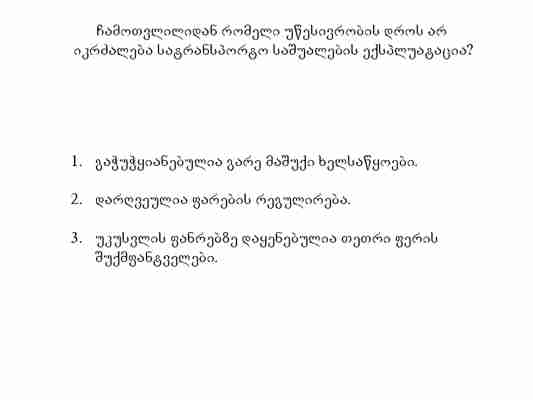 ჩამოთვლილიდან რომელი უწესივრობის დროს არ
იკრძალება სატრანსპორტო საშუალების ექსპლუატაცია?
1. გაჭუჭყიანებულია გარე მაშუქი ხელსაწყოები.
2. დარღვეულია ფარების რეგულირება.
3. უკუსვლის ფანრებზე დაყენებულია თეთრი ფერის
შუქმფანტველები.